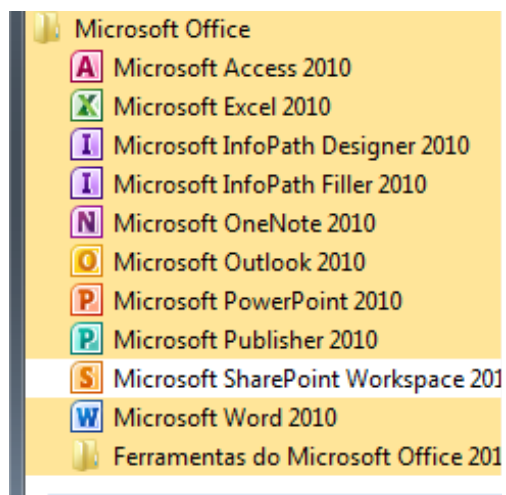 Microsoft Office
A Microsoft Access 2010
X Microsoft Excel 2010
I Microsoft InfoPath Designer 2010
I Microsoft InfoPath Filler 2010
N Microsoft OneNote 2010
O Microsoft Outlook 2010
P Microsoft PowerPoint 2010
P Microsoft Publisher 2010
S Microsoft SharePoint Workspace 201
W Microsoft Word 2010
Ferramentas do Microsoft Office 201